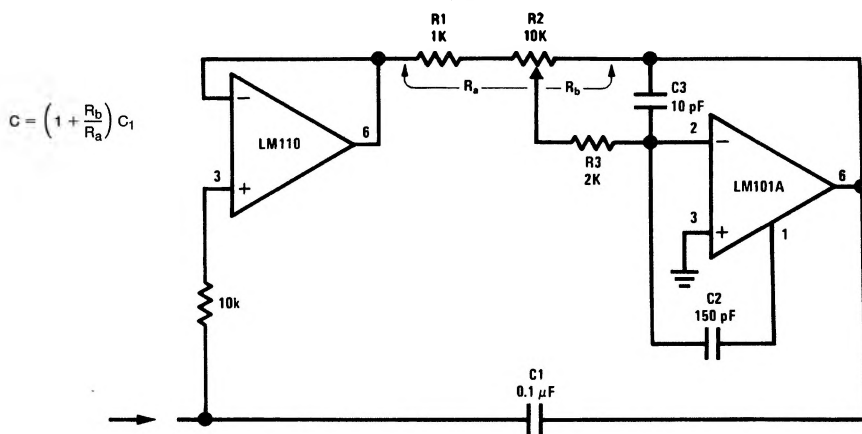 R1
1K
R2
10K
Ra
Rb
C3
10 pF
C = (1 + Rb/Ra) C1
−
LM110
6
3
+
R3
2K
2
−
LM101A
6
3
+
1
C2
150 pF
10k
C1
0.1 μF